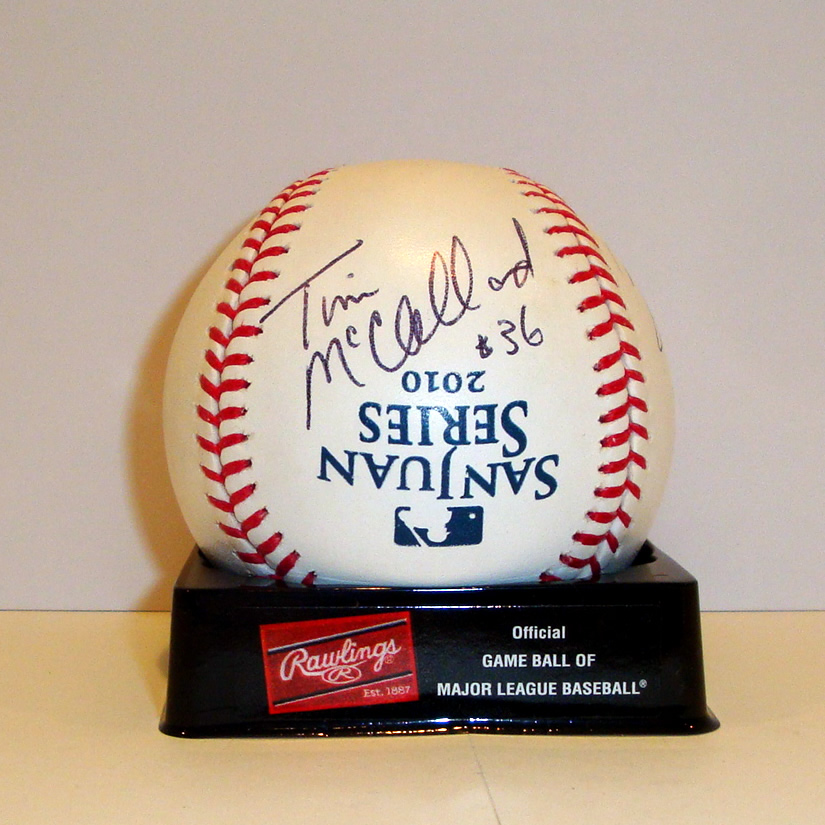 Tim
McClelland
#36
2010
SERIES
SAN JUAN
Rawlings®
R
Est. 1887
Official
GAME BALL OF
MAJOR LEAGUE BASEBALL®